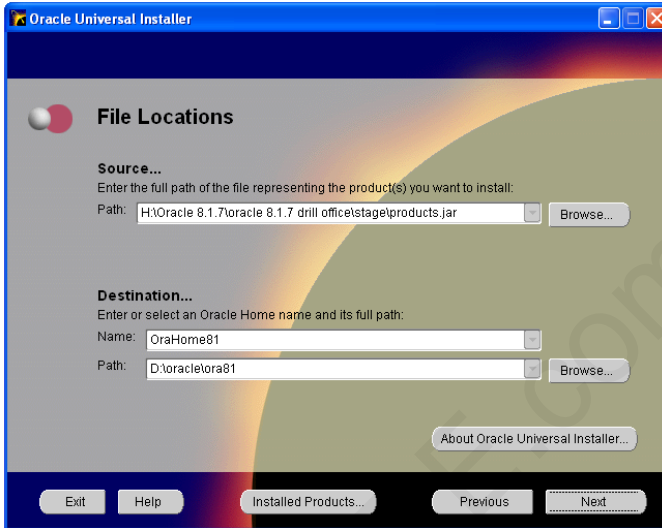 Oracle Universal Installer
File Locations
Source...
Enter the full path of the file representing the product(s) you want to install:
Path: H:\Oracle 8.1.7\oracle 8.1.7 drill office\stage\products.jar Browse...
Destination...
Enter or select an Oracle Home name and its full path:
Name: OraHome81
Path: D:\oracle\ora81 Browse...
About Oracle Universal Installer...
Exit Help Installed Products... Previous Next